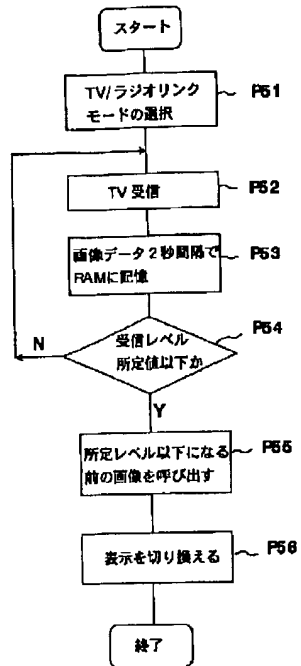 スタート
TV/ラジオリンク
モードの選択
P51
TV 受信
P52
画像データ2秒間隔で
RAMに記憶
P53
受信レベル
所定値以下か
P54
N
Y
所定レベル以下になる
前の画像を呼び出す
P55
表示を切り換える
P56
終了